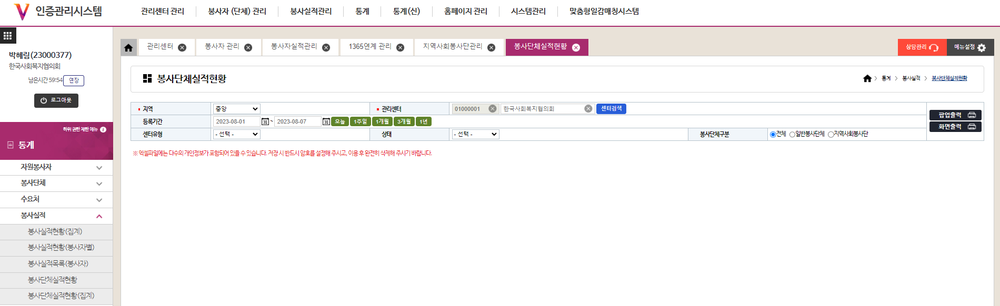 인증관리시스템
관리센터 관리
봉사자 (단체) 관리
봉사실적관리
통계
통계(신)
홈페이지 관리
시스템관리
맞춤형일감매칭시스템
박혜림(23000377)
한국사회복지협의회
남은시간 59:54 연장
로그아웃
하위 권한 제한 메뉴
통계
자원봉사자
봉사단체
수요처
봉사실적
봉사실적현황(집계)
봉사실적현황(봉사자별)
봉사실적목록(봉사자)
봉사단체실적현황
봉사단체실적현황(집계)
관리센터
봉사자 관리
봉사자실적관리
1365연계 관리
지역사회봉사단관리
봉사단체실적현황
상담관리
메뉴설정
봉사단체실적현황
통계 > 봉사실적 > 봉사단체실적현황
지역 중앙 관리센터 01000001 한국사회복지협의회 센터검색
등록기간 2023-08-01 ~ 2023-08-07 오늘 1주일 1개월 3개월 1년
센터유형 - 선택 - 상태 - 선택 - 봉사단체구분 전체 일반봉사단체 지역사회봉사단
팝업출력
화면출력
※ 엑셀파일에는 다수의 개인정보가 포함되어 있을 수 있습니다. 저장 시 반드시 암호를 설정해 주시고, 이용 후 완전히 삭제해 주시기 바랍니다.